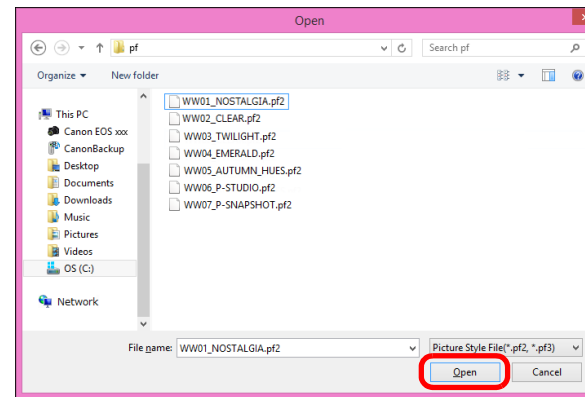 Open
pf
Search pf
Organize
New folder
This PC
Canon EOS xxx
CanonBackup
Desktop
Documents
Downloads
Music
Pictures
Videos
OS (C:)
Network
WW01_NOSTALGIA.pf2
WW02_CLEAR.pf2
WW03_TWILIGHT.pf2
WW04_EMERALD.pf2
WW05_AUTUMN_HUES.pf2
WW06_P-STUDIO.pf2
WW07_P-SNAPSHOT.pf2
File name: WW01_NOSTALGIA.pf2
Picture Style File(*.pf2, *.pf3)
Open Cancel